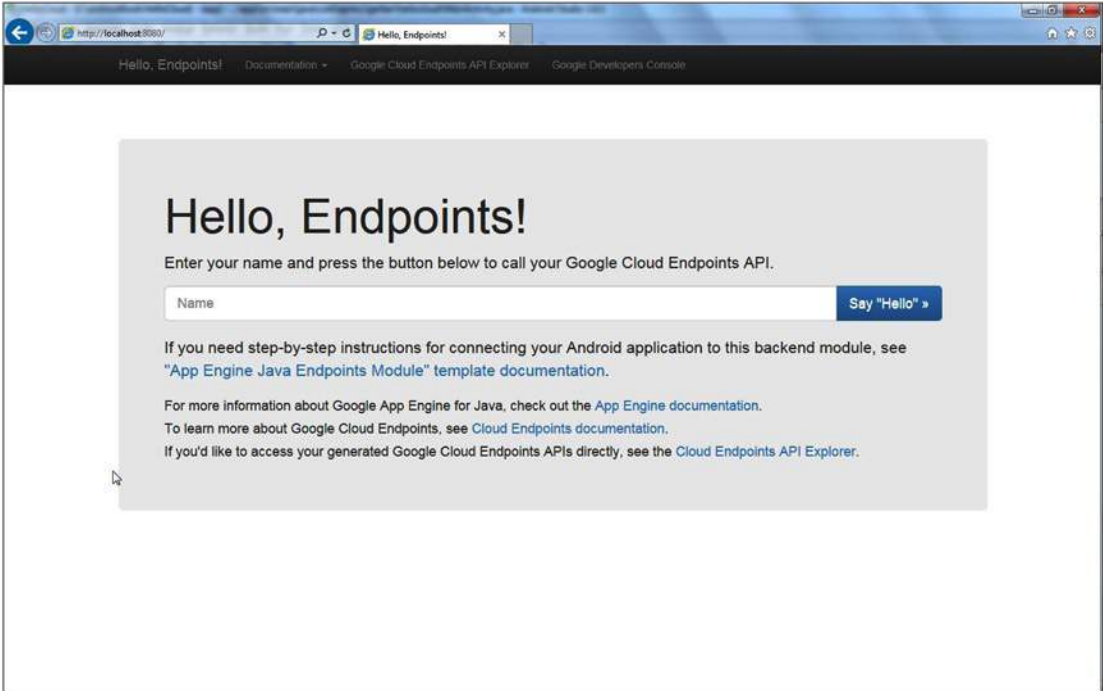 http://localhost:8080/
Hello, Endpoints!
Hello, Endpoints! Documentation Google Cloud Endpoints API Explorer Google Developers Console
Hello, Endpoints!
Enter your name and press the button below to call your Google Cloud Endpoints API.
Name
Say "Hello" »
If you need step-by-step instructions for connecting your Android application to this backend module, see
"App Engine Java Endpoints Module" template documentation.
For more information about Google App Engine for Java, check out the App Engine documentation.
To learn more about Google Cloud Endpoints, see Cloud Endpoints documentation.
If you'd like to access your generated Google Cloud Endpoints APIs directly, see the Cloud Endpoints API Explorer.